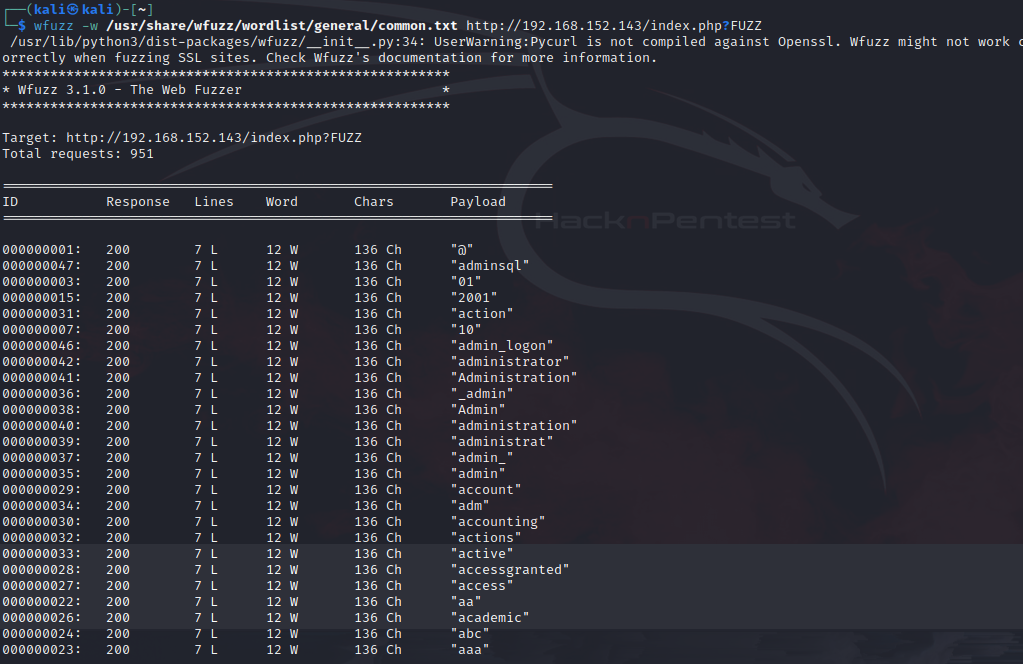 ┌──(kali㉿kali)-[~]
└─$ wfuzz -w /usr/share/wfuzz/wordlist/general/common.txt http://192.168.152.143/index.php?FUZZ
/usr/lib/python3/dist-packages/wfuzz/__init__.py:34: UserWarning:Pycurl is not compiled against Openssl. Wfuzz might not work c
orrectly when fuzzing SSL sites. Check Wfuzz's documentation for more information.
********************************************************
* Wfuzz 3.1.0 - The Web Fuzzer                         *
********************************************************
Target: http://192.168.152.143/index.php?FUZZ
Total requests: 951
=====================================================================
ID           Response   Lines    Word       Chars       Payload
=====================================================================
HacknPentest
000000001:   200        7 L      12 W       136 Ch      "@"
000000047:   200        7 L      12 W       136 Ch      "adminsql"
000000003:   200        7 L      12 W       136 Ch      "01"
000000015:   200        7 L      12 W       136 Ch      "2001"
000000031:   200        7 L      12 W       136 Ch      "action"
000000007:   200        7 L      12 W       136 Ch      "10"
000000046:   200        7 L      12 W       136 Ch      "admin_logon"
000000042:   200        7 L      12 W       136 Ch      "administrator"
000000041:   200        7 L      12 W       136 Ch      "Administration"
000000036:   200        7 L      12 W       136 Ch      "_admin"
000000038:   200        7 L      12 W       136 Ch      "Admin"
000000040:   200        7 L      12 W       136 Ch      "administration"
000000039:   200        7 L      12 W       136 Ch      "administrat"
000000037:   200        7 L      12 W       136 Ch      "admin_"
000000035:   200        7 L      12 W       136 Ch      "admin"
000000029:   200        7 L      12 W       136 Ch      "account"
000000034:   200        7 L      12 W       136 Ch      "adm"
000000030:   200        7 L      12 W       136 Ch      "accounting"
000000032:   200        7 L      12 W       136 Ch      "actions"
000000033:   200        7 L      12 W       136 Ch      "active"
000000028:   200        7 L      12 W       136 Ch      "accessgranted"
000000027:   200        7 L      12 W       136 Ch      "access"
000000022:   200        7 L      12 W       136 Ch      "aa"
000000026:   200        7 L      12 W       136 Ch      "academic"
000000024:   200        7 L      12 W       136 Ch      "abc"
000000023:   200        7 L      12 W       136 Ch      "aaa"